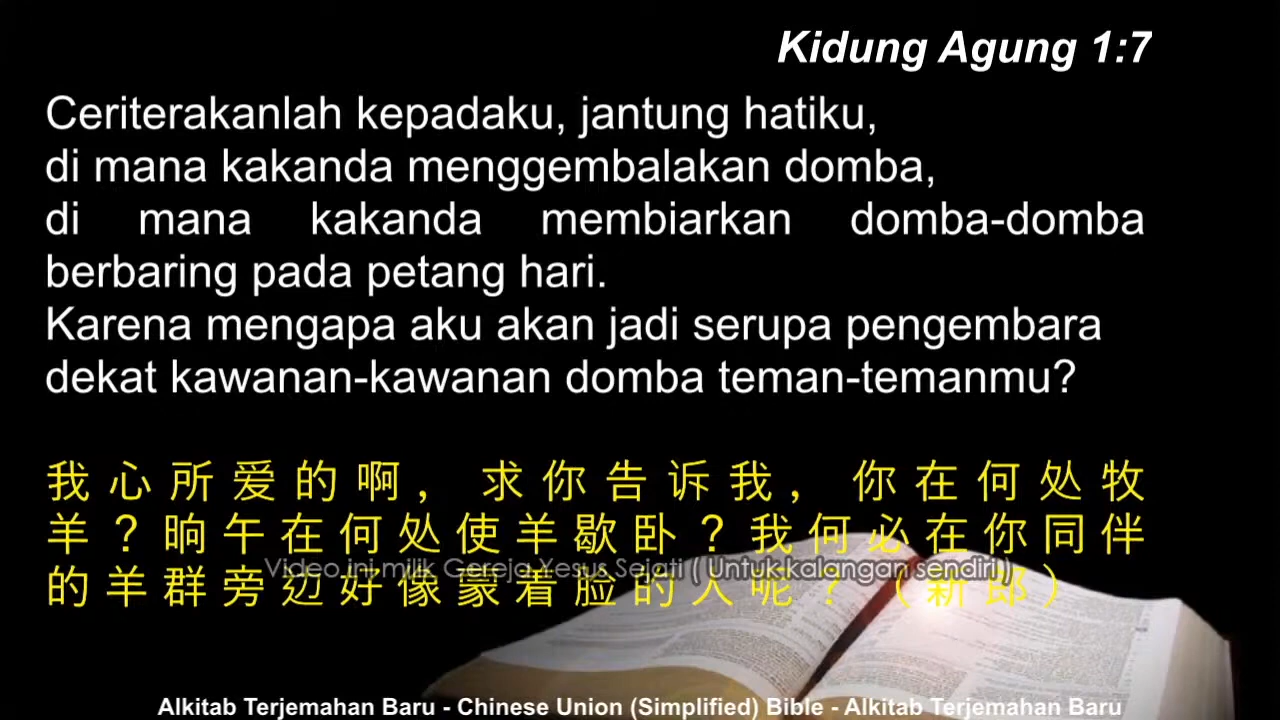 Kidung Agung 1:7
Ceriterakanlah kepadaku, jantung hatiku,
di mana kakanda menggembalakan domba,
di mana kakanda membiarkan domba-domba
berbaring pada petang hari.
Karena mengapa aku akan jadi serupa pengembara
dekat kawanan-kawanan domba teman-temanmu?
我心所爱的啊，求你告诉我，你在何处牧
羊？晌午在何处使羊歇卧？我何必在你同伴
Video ini milik Gereja Yesus Sejati ( Untuk kalangan sendiri )
的羊群旁边好像蒙着脸的人呢？（新郎）
Alkitab Terjemahan Baru - Chinese Union (Simplified) Bible - Alkitab Terjemahan Baru